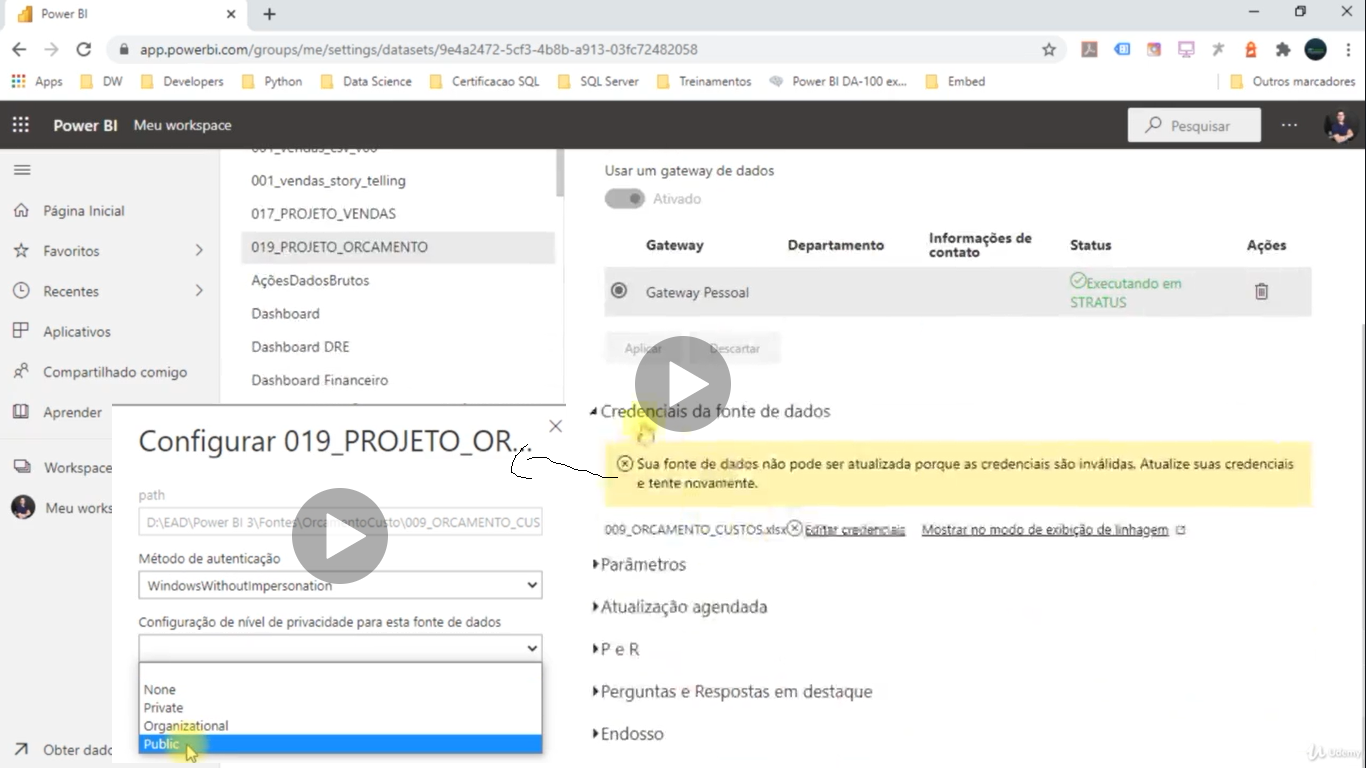 Power BI
app.powerbi.com/groups/me/settings/datasets/9e4a2472-5cf3-4b8b-a913-03fc72482058
Apps DW Developers Python Data Science Certificacao SQL SQL Server Treinamentos Power BI DA-100 ex... Embed Outros marcadores
Power BI Meu workspace Pesquisar
Página Inicial
Favoritos
Recentes
Aplicativos
Compartilhado comigo
Aprender
Workspace
Meu works
Obter dado
001_vendas_csv_v00
001_vendas_story_telling
017_PROJETO_VENDAS
019_PROJETO_ORCAMENTO
AçõesDadosBrutos
Dashboard
Dashboard DRE
Dashboard Financeiro
Usar um gateway de dados
Ativado
Gateway Departamento Informações de contato Status Ações
Gateway Pessoal Executando em STRATUS
Aplicar Descartar
Credenciais da fonte de dados
Sua fonte de dados não pode ser atualizada porque as credenciais são inválidas. Atualize suas credenciais
e tente novamente.
009_ORCAMENTO_CUSTOS.xlsx Editar credenciais Mostrar no modo de exibição de linhagem
Parâmetros
Atualização agendada
P e R
Perguntas e Respostas em destaque
Endosso
Configurar 019_PROJETO_OR...
path
D:\EAD\Power BI 3\Fontes\OrcamentoCusto\009_ORCAMENTO_CUS
Método de autenticação
WindowsWithoutImpersonation
Configuração de nível de privacidade para esta fonte de dados
None
Private
Organizational
Public
Udemy